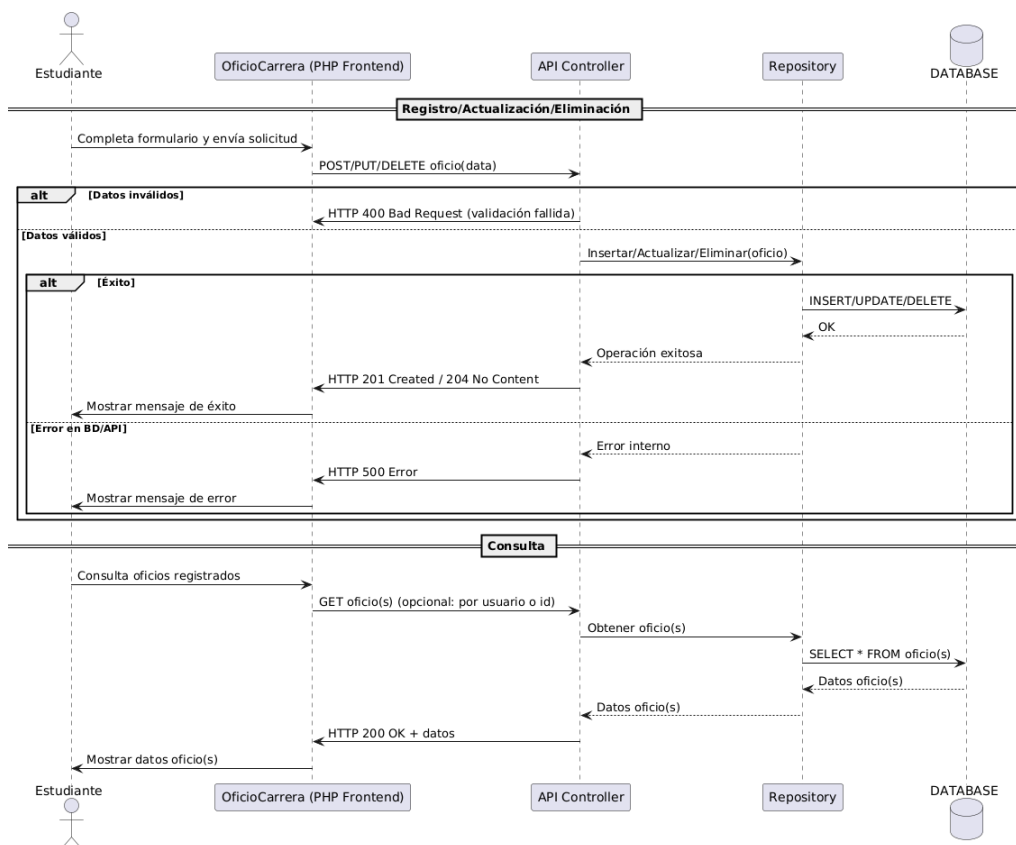 Estudiante
OficioCarrera (PHP Frontend)
API Controller
Repository
DATABASE
Registro/Actualización/Eliminación
Completa formulario y envía solicitud
POST/PUT/DELETE oficio(data)
alt [Datos inválidos]
HTTP 400 Bad Request (validación fallida)
[Datos válidos]
Insertar/Actualizar/Eliminar(oficio)
alt [Éxito]
INSERT/UPDATE/DELETE
OK
Operación exitosa
HTTP 201 Created / 204 No Content
Mostrar mensaje de éxito
[Error en BD/API]
Error interno
HTTP 500 Error
Mostrar mensaje de error
Consulta
Consulta oficios registrados
GET oficio(s) (opcional: por usuario o id)
Obtener oficio(s)
SELECT * FROM oficio(s)
Datos oficio(s)
Datos oficio(s)
HTTP 200 OK + datos
Mostrar datos oficio(s)
Estudiante
OficioCarrera (PHP Frontend)
API Controller
Repository
DATABASE